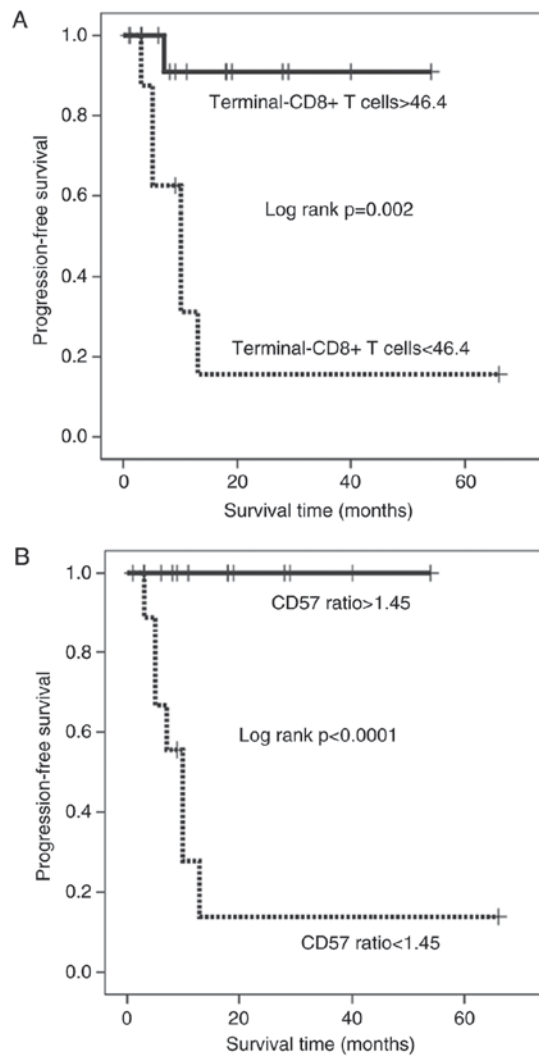 A
1.0
0.8
0.6
0.4
0.2
0.0
Progression-free survival
Terminal-CD8+ T cells>46.4
Log rank p=0.002
Terminal-CD8+ T cells<46.4
0 20 40 60
Survival time (months)
B
1.0
0.8
0.6
0.4
0.2
0.0
Progression-free survival
CD57 ratio>1.45
Log rank p<0.0001
CD57 ratio<1.45
0 20 40 60
Survival time (months)